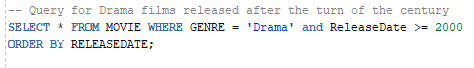 -- Query for Drama films released after the turn of the century
SELECT * FROM MOVIE WHERE GENRE = 'Drama' and ReleaseDate >= 2000
ORDER BY RELEASEDATE;